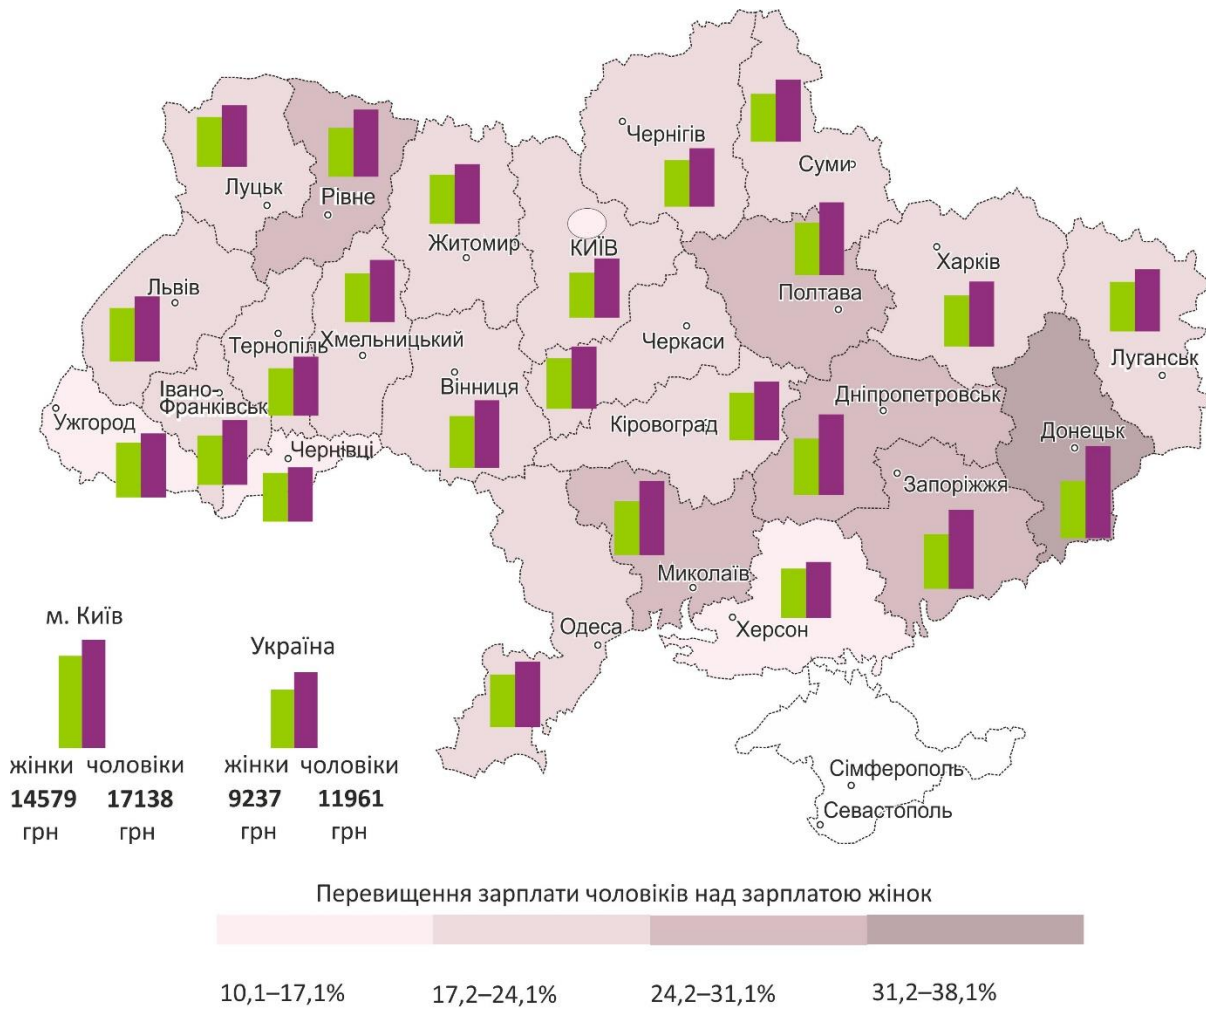 Чернігів
Суми
Луцьк
Рівне
Житомир
КИЇВ
Харків
Львів
Полтава
Тернопіль
Хмельницький
Черкаси
Луганськ
Вінниця
Івано-
Франківськ
Ужгород
Дніпропетровськ
Кіровоград
Донецьк
Чернівці
Запоріжжя
Миколаїв
Херсон
Одеса
Сімферополь
Севастополь
м. Київ
жінки чоловіки
14579 17138
грн грн
Україна
жінки чоловіки
9237 11961
грн грн
Перевищення зарплати чоловіків над зарплатою жінок
10,1–17,1% 17,2–24,1% 24,2–31,1% 31,2–38,1%